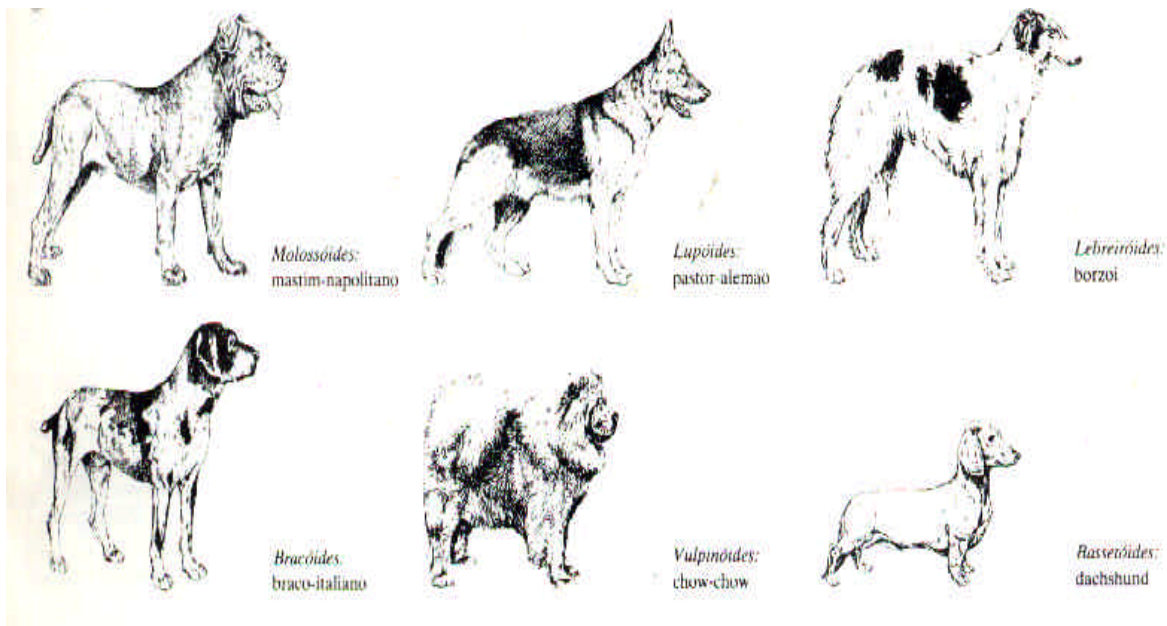 Molossóides:
mastim-napolitano
Lupóides:
pastor-alemão
Lebreiróides:
borzoi
Bracóides:
braco-italiano
Vulpinóides:
chow-chow
Bassetóides:
dachshund